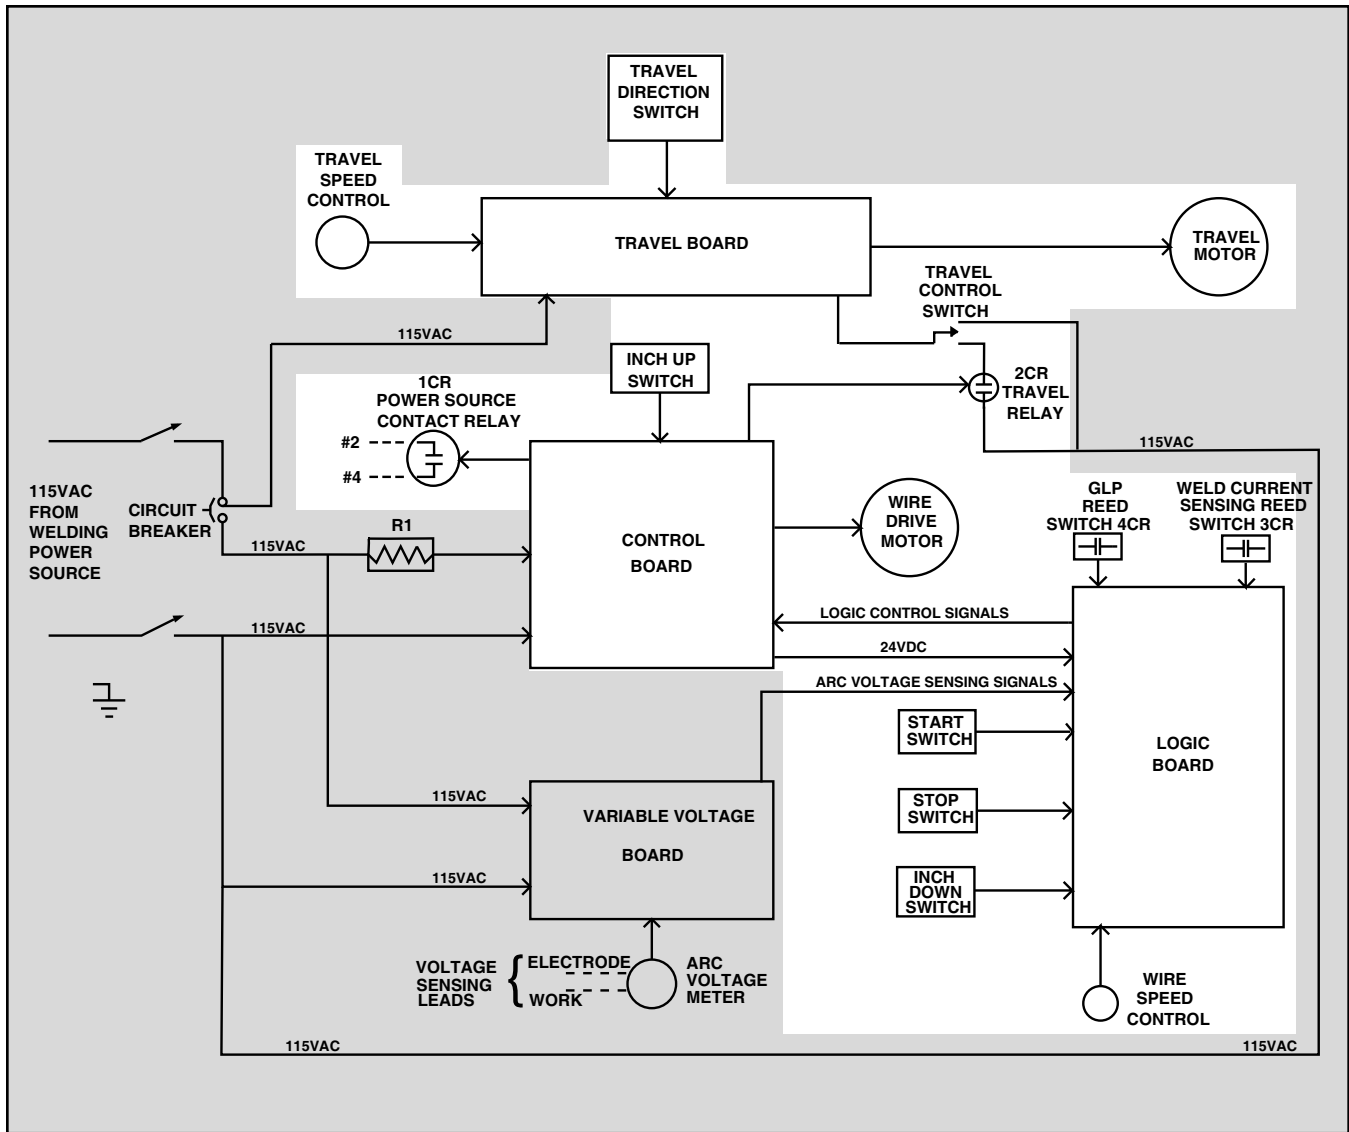 TRAVEL
DIRECTION
SWITCH
TRAVEL
SPEED
CONTROL
TRAVEL BOARD
TRAVEL
MOTOR
TRAVEL
CONTROL
SWITCH
115VAC
INCH UP
SWITCH
1CR
POWER SOURCE
CONTACT RELAY
#2
#4
2CR
TRAVEL
RELAY
115VAC
115VAC
FROM
WELDING
POWER
SOURCE
CIRCUIT
BREAKER
R1
115VAC
CONTROL
BOARD
WIRE
DRIVE
MOTOR
GLP
REED
SWITCH 4CR
WELD CURRENT
SENSING REED
SWITCH 3CR
115VAC
LOGIC CONTROL SIGNALS
24VDC
ARC VOLTAGE SENSING SIGNALS
START
SWITCH
LOGIC
BOARD
STOP
SWITCH
INCH
DOWN
SWITCH
115VAC
VARIABLE VOLTAGE
BOARD
115VAC
VOLTAGE
SENSING
LEADS
{
ELECTRODE
WORK
ARC
VOLTAGE
METER
WIRE
SPEED
CONTROL
115VAC
115VAC